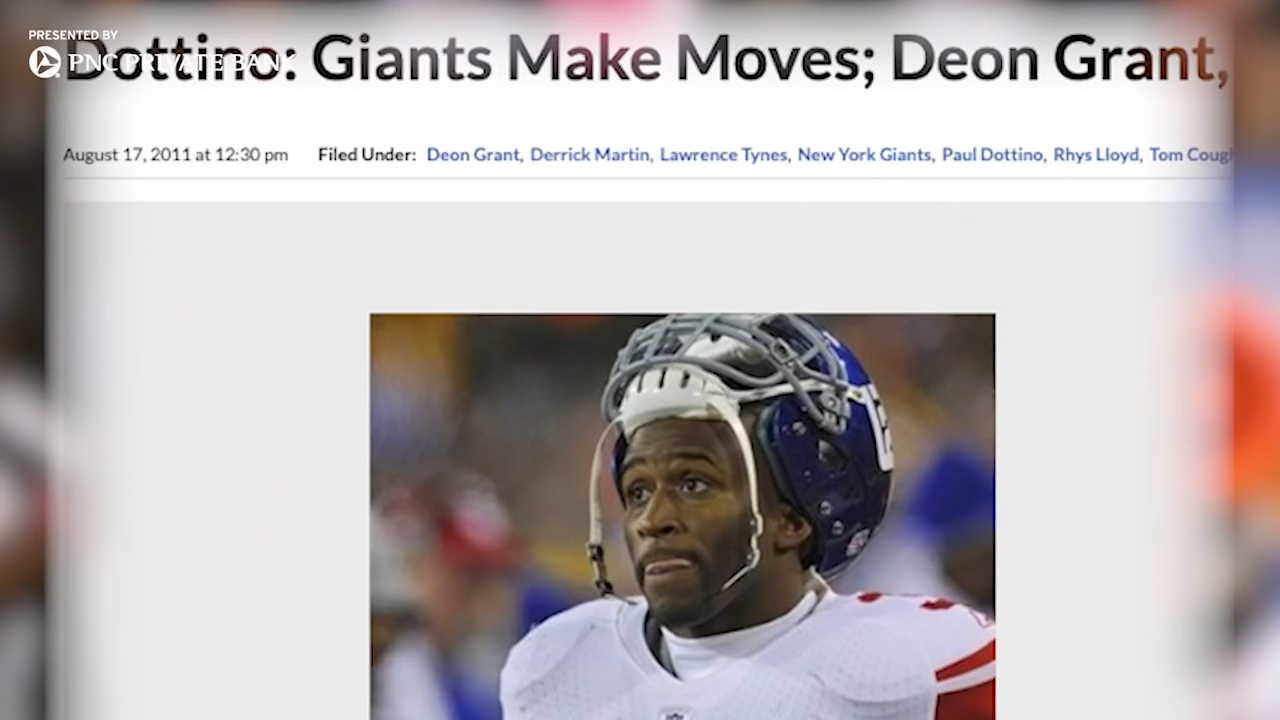 PRESENTED BY
PNC PRIVATE BANK
Dottino: Giants Make Moves; Deon Grant,
August 17, 2011 at 12:30 pm Filed Under: Deon Grant, Derrick Martin, Lawrence Tynes, New York Giants, Paul Dottino, Rhys Lloyd, Tom Cough